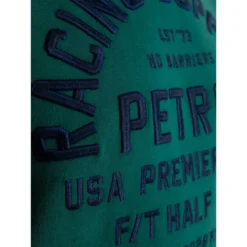 RACING
EST '73
NO BARRIERS
PETR
USA PREMIER
F/T HALF